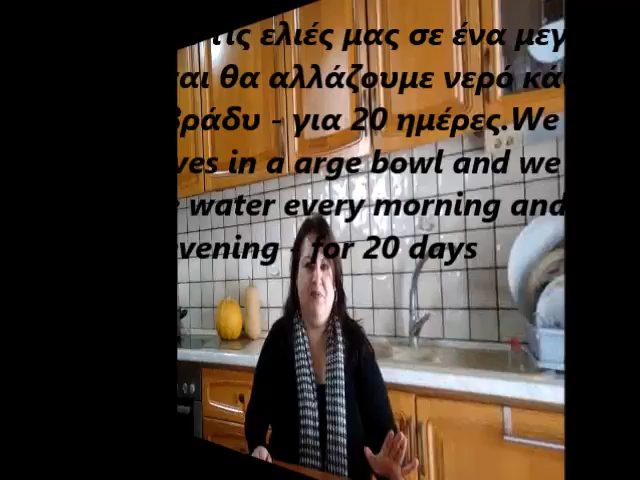 τις ελιές μας σε ένα μεγ
και θα αλλάζουμε νερό κά
βράδυ - για 20 ημέρες.We
ves in a arge bowl and we
water every morning and
vening - for 20 days